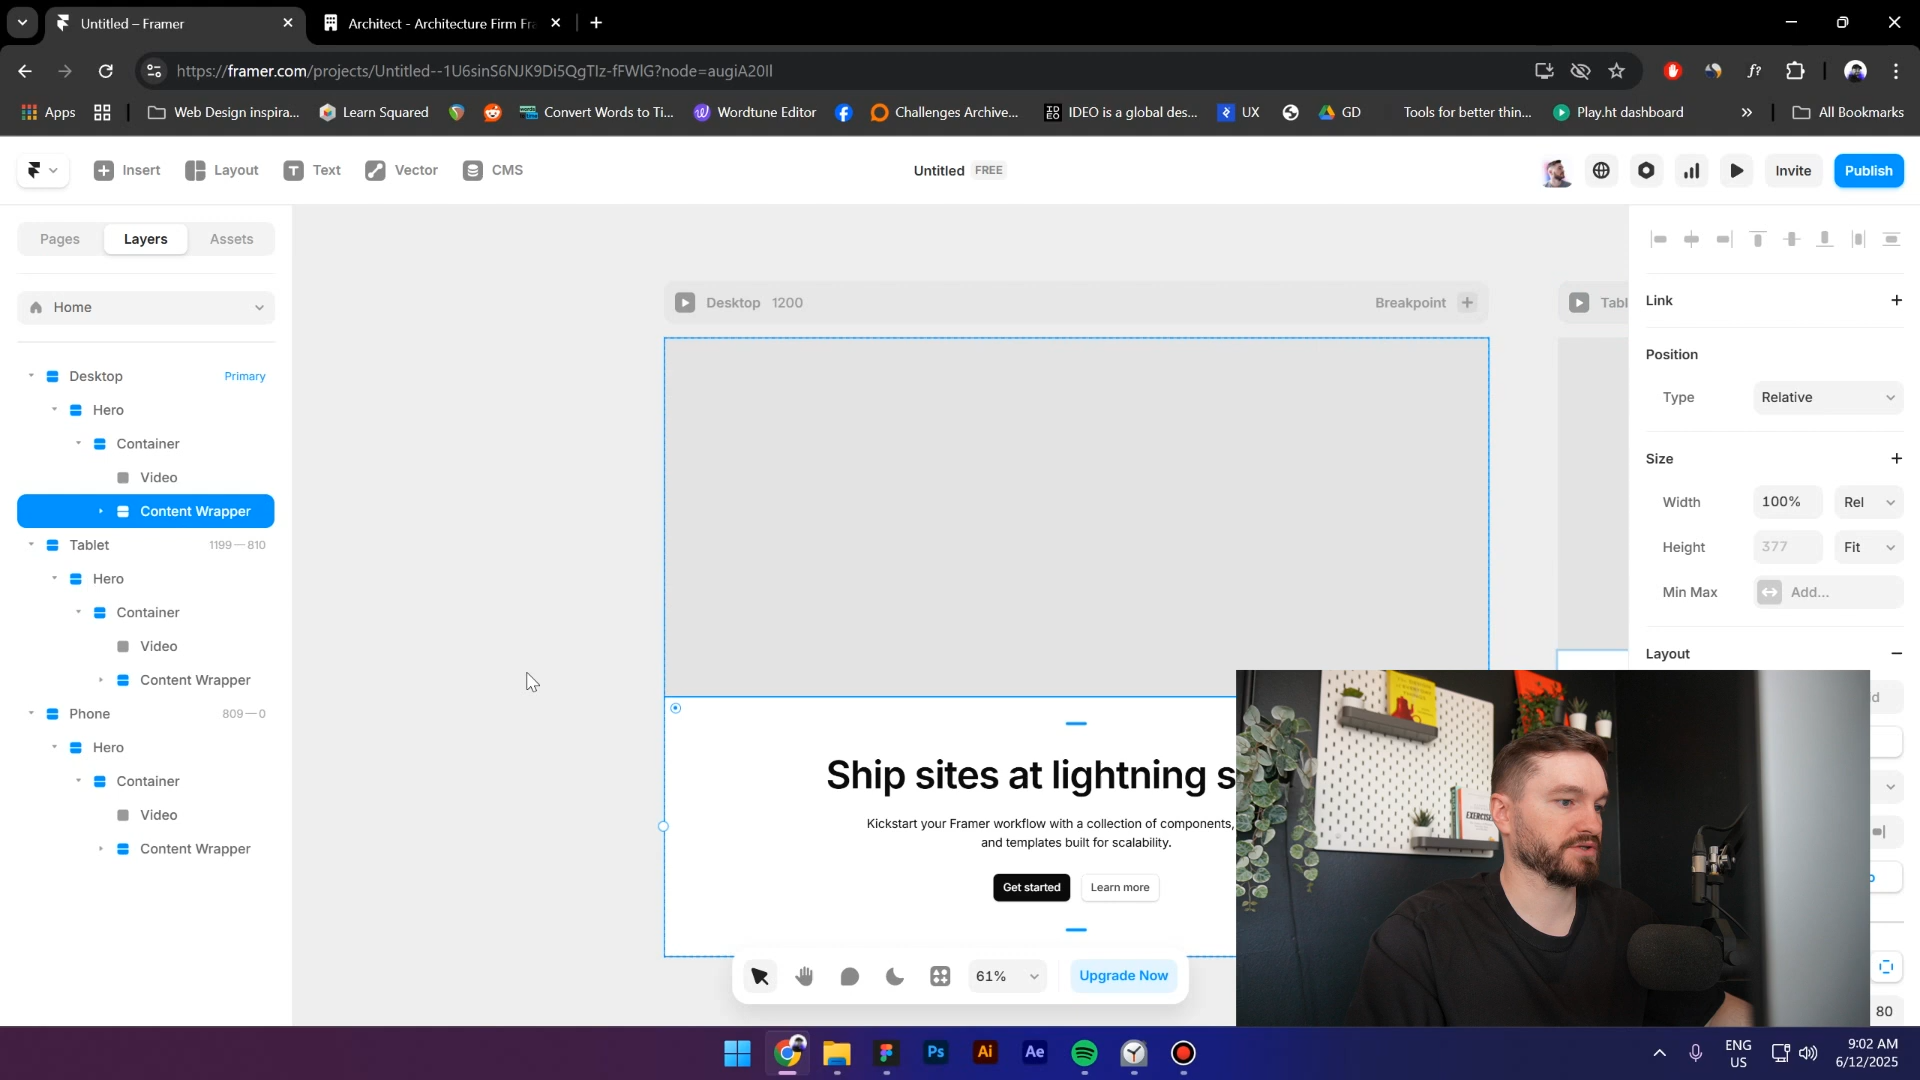 Untitled – Framer
Architect - Architecture Firm Fra
https://framer.com/projects/Untitled--1U6sinS6NJK9Di5QgTIz-fFWlG?node=augiA20Il
Apps
Web Design inspira...
Learn Squared
Convert Words to Ti...
Wordtune Editor
Challenges Archive...
IDEO is a global des...
UX
GD
Tools for better thin...
Play.ht dashboard
All Bookmarks
Insert
Layout
Text
Vector
CMS
Untitled FREE
Invite
Publish
Pages
Layers
Assets
Home
Desktop Primary
Hero
Container
Video
Content Wrapper
Tablet 1199—810
Hero
Container
Video
Content Wrapper
Phone 809—0
Hero
Container
Video
Content Wrapper
Desktop 1200
Breakpoint
Tabl
Ship sites at lightning s
Kickstart your Framer workflow with a collection of components,
and templates built for scalability.
Get started
Learn more
61%
Upgrade Now
Link
Position
Type Relative
Size
Width 100% Rel
Height 377 Fit
Min Max Add...
Layout
80
EXERCISE
Ps
Ai
Ae
ENG
US
9:02 AM
6/12/2025